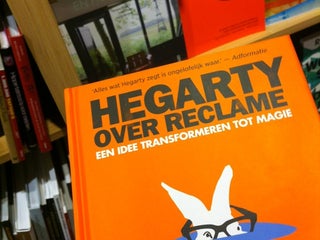 'Alles wat Hegarty zegt is ongelofelijk waar.' — Adformatie
HEGARTY
OVER RECLAME
EEN IDEE TRANSFORMEREN TOT MAGIE